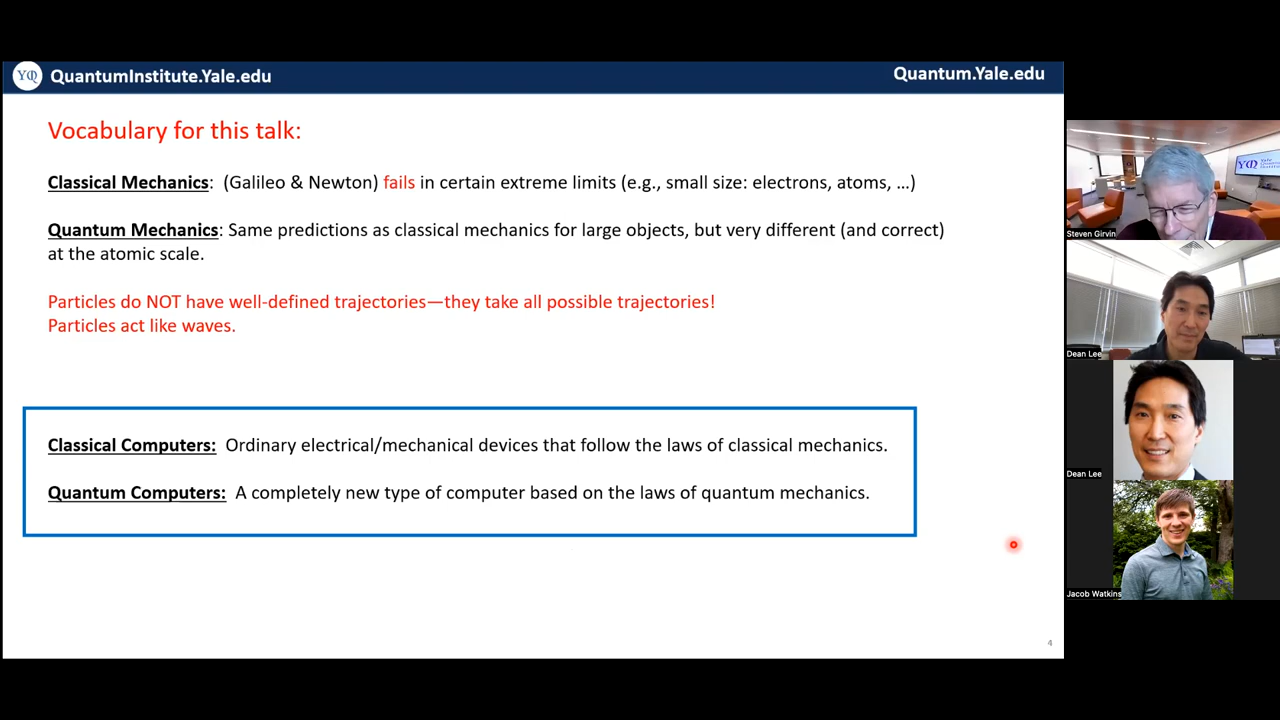 YQI QuantumInstitute.Yale.edu
Quantum.Yale.edu
Vocabulary for this talk:
Classical Mechanics: (Galileo & Newton) fails in certain extreme limits (e.g., small size: electrons, atoms, …)
Quantum Mechanics: Same predictions as classical mechanics for large objects, but very different (and correct)
at the atomic scale.
Particles do NOT have well-defined trajectories—they take all possible trajectories!
Particles act like waves.
Classical Computers: Ordinary electrical/mechanical devices that follow the laws of classical mechanics.
Quantum Computers: A completely new type of computer based on the laws of quantum mechanics.
4
Steven Girvin
Dean Lee
Dean Lee
Jacob Watkins